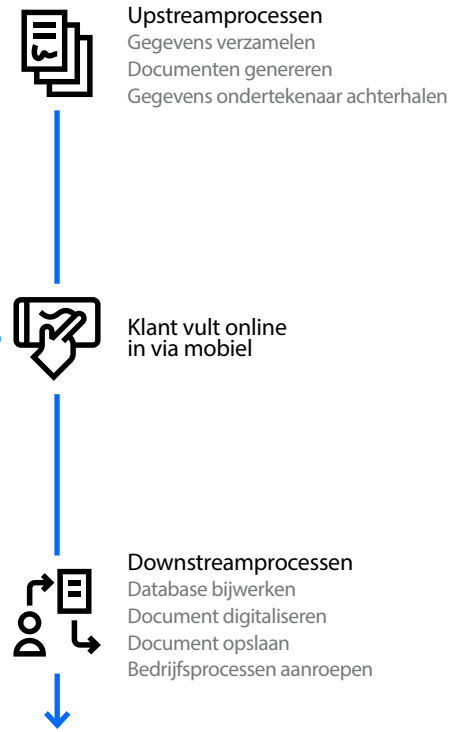 Upstreamprocessen
Gegevens verzamelen
Documenten genereren
Gegevens ondertekenaar achterhalen
Klant vult online
in via mobiel
Downstreamprocessen
Database bijwerken
Document digitaliseren
Document opslaan
Bedrijfsprocessen aanroepen